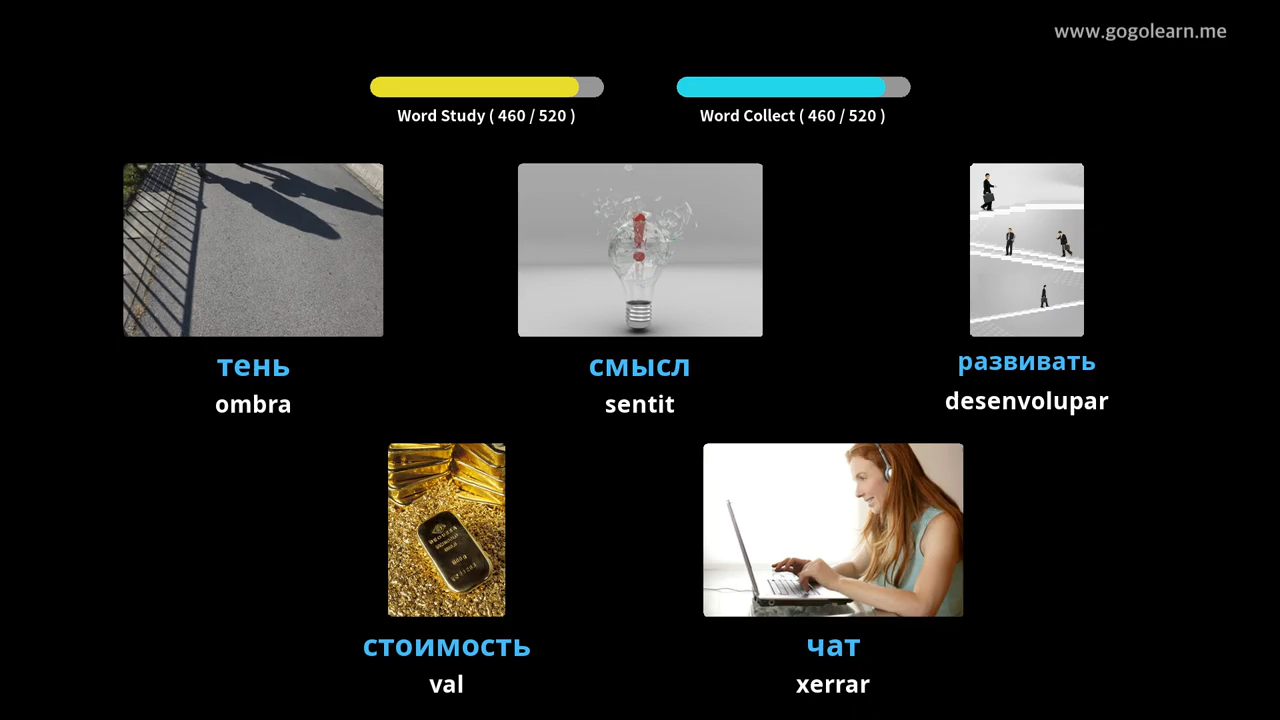 www.gogolearn.me
Word Study ( 460 / 520 )
Word Collect ( 460 / 520 )
тень
смысл
развивать
ombra
sentit
desenvolupar
стоимость
чат
val
xerrar